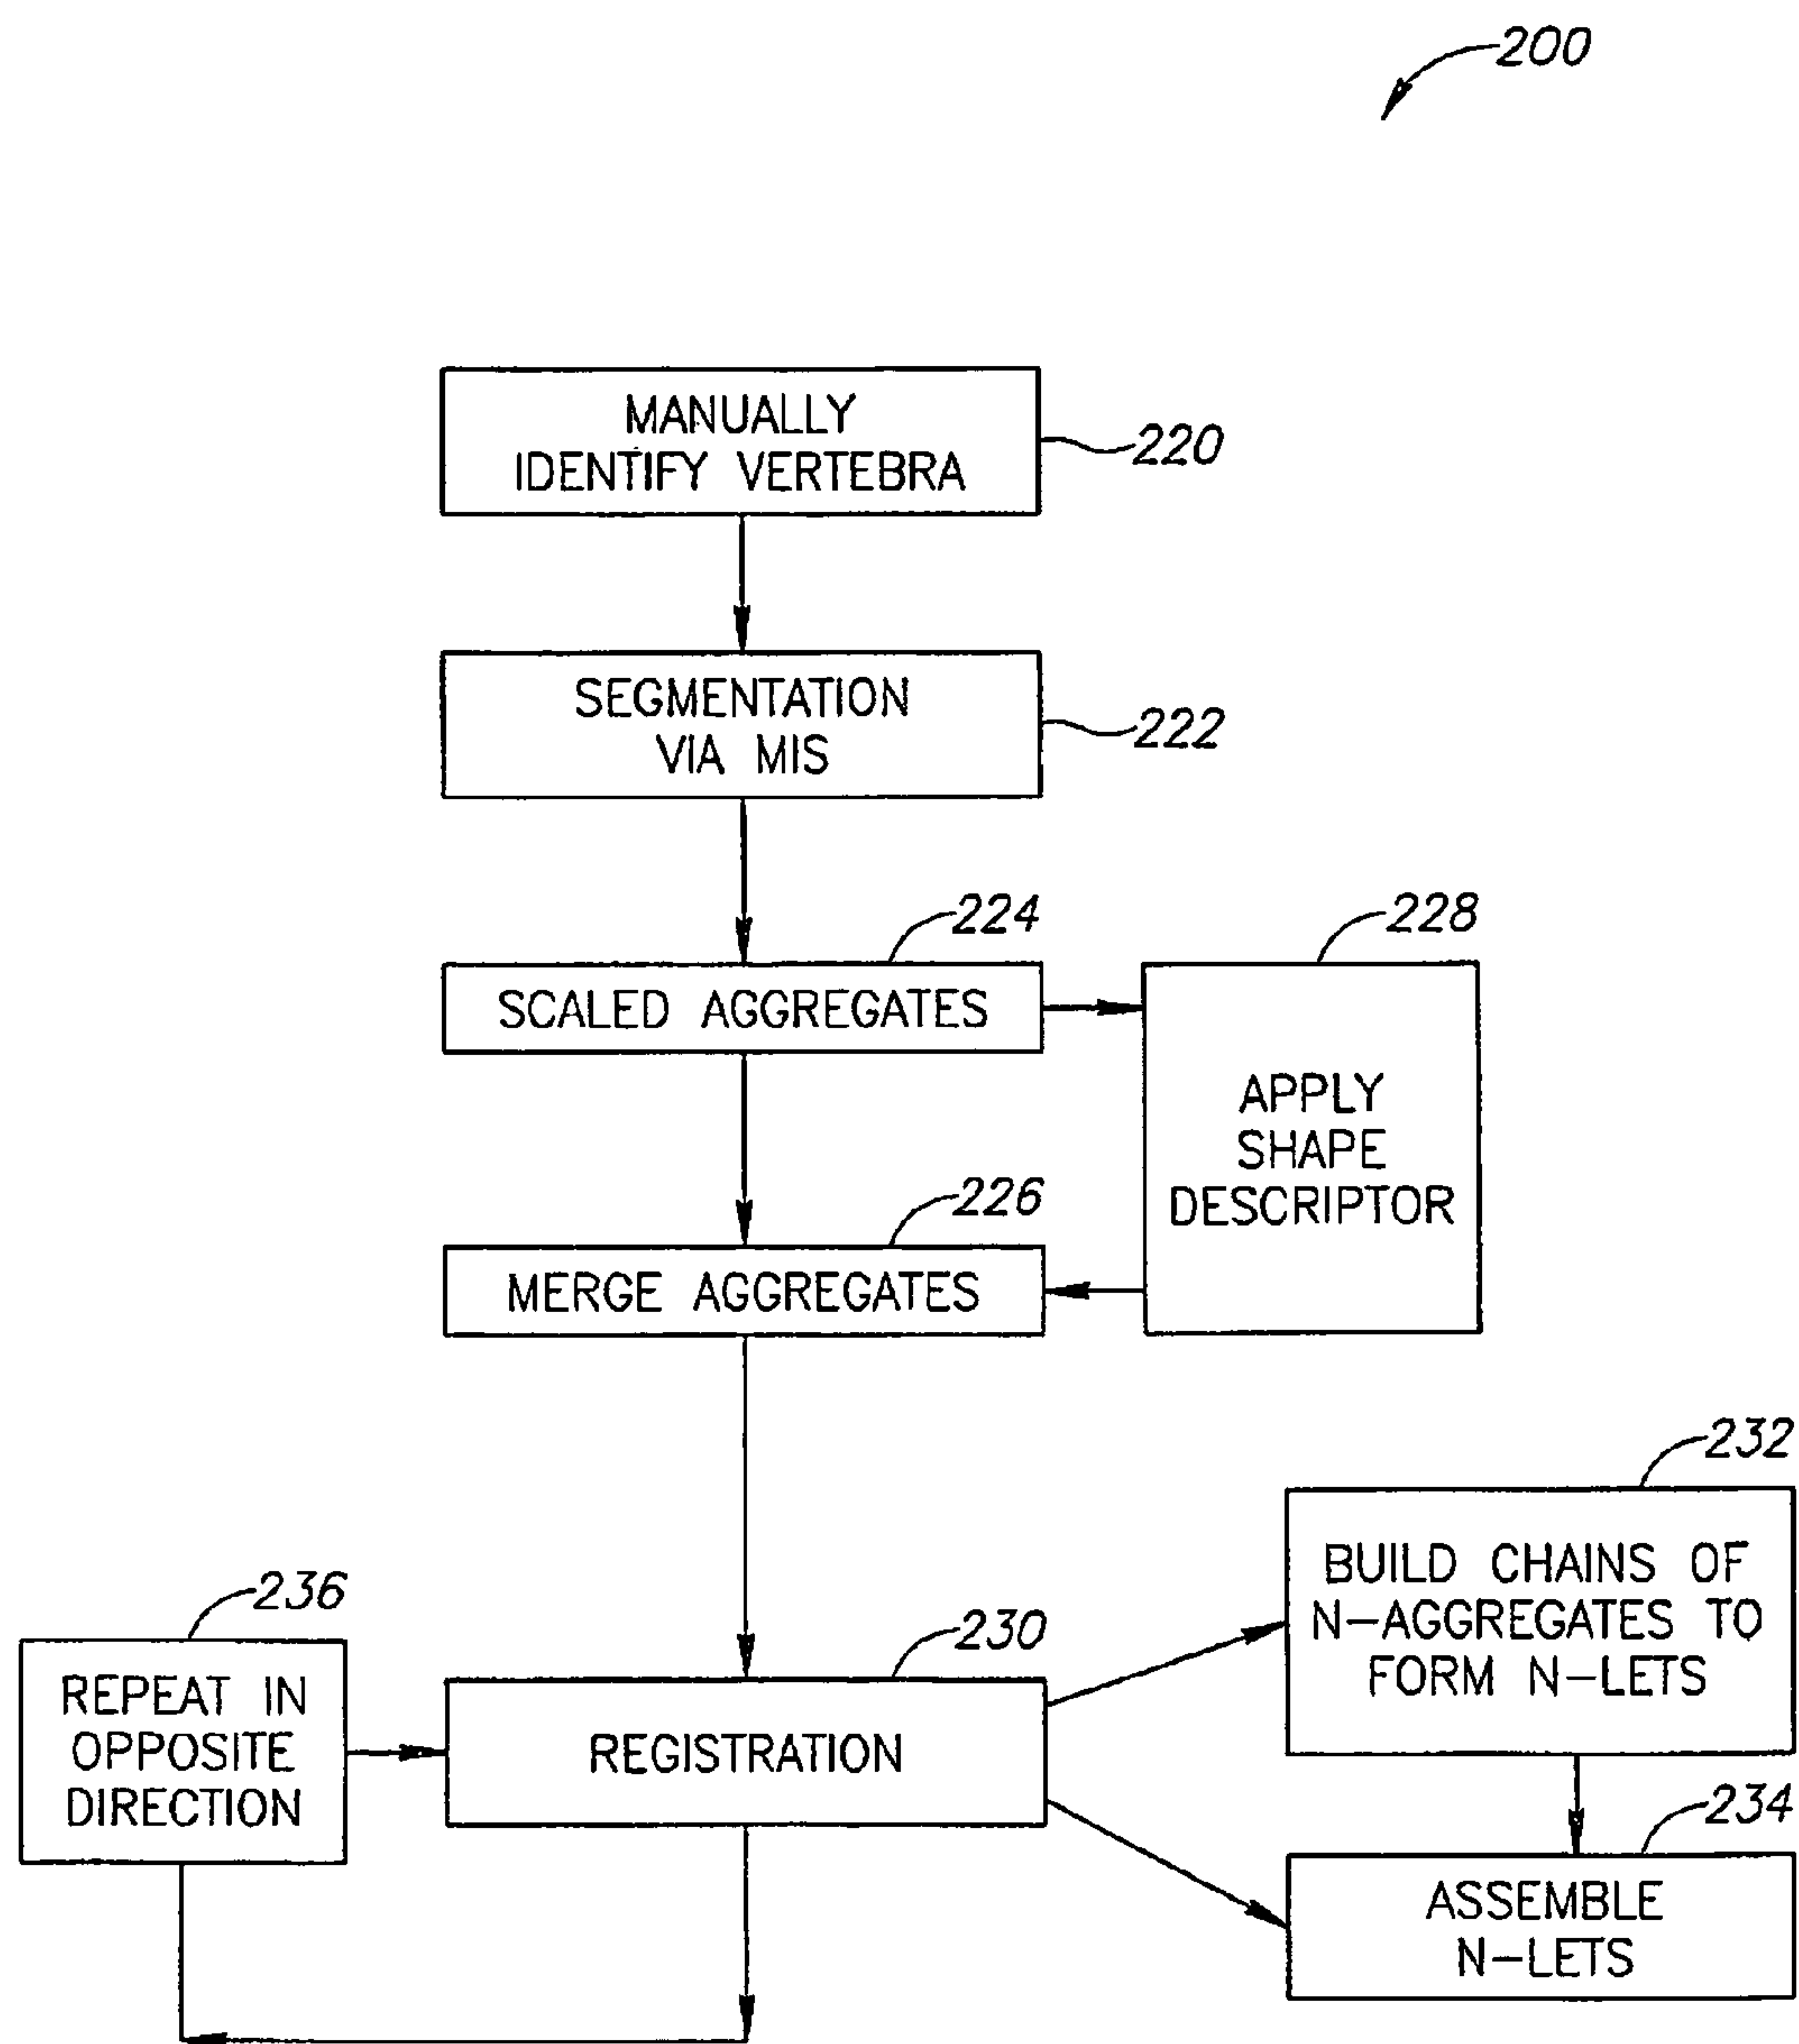 200
MANUALLY
IDENTIFY VERTEBRA
220
SEGMENTATION
VIA MIS
222
224
SCALED AGGREGATES
228
APPLY
SHAPE
DESCRIPTOR
226
MERGE AGGREGATES
232
BUILD CHAINS OF
N-AGGREGATES TO
FORM N-LETS
236
REPEAT IN
OPPOSITE
DIRECTION
230
REGISTRATION
234
ASSEMBLE
N-LETS